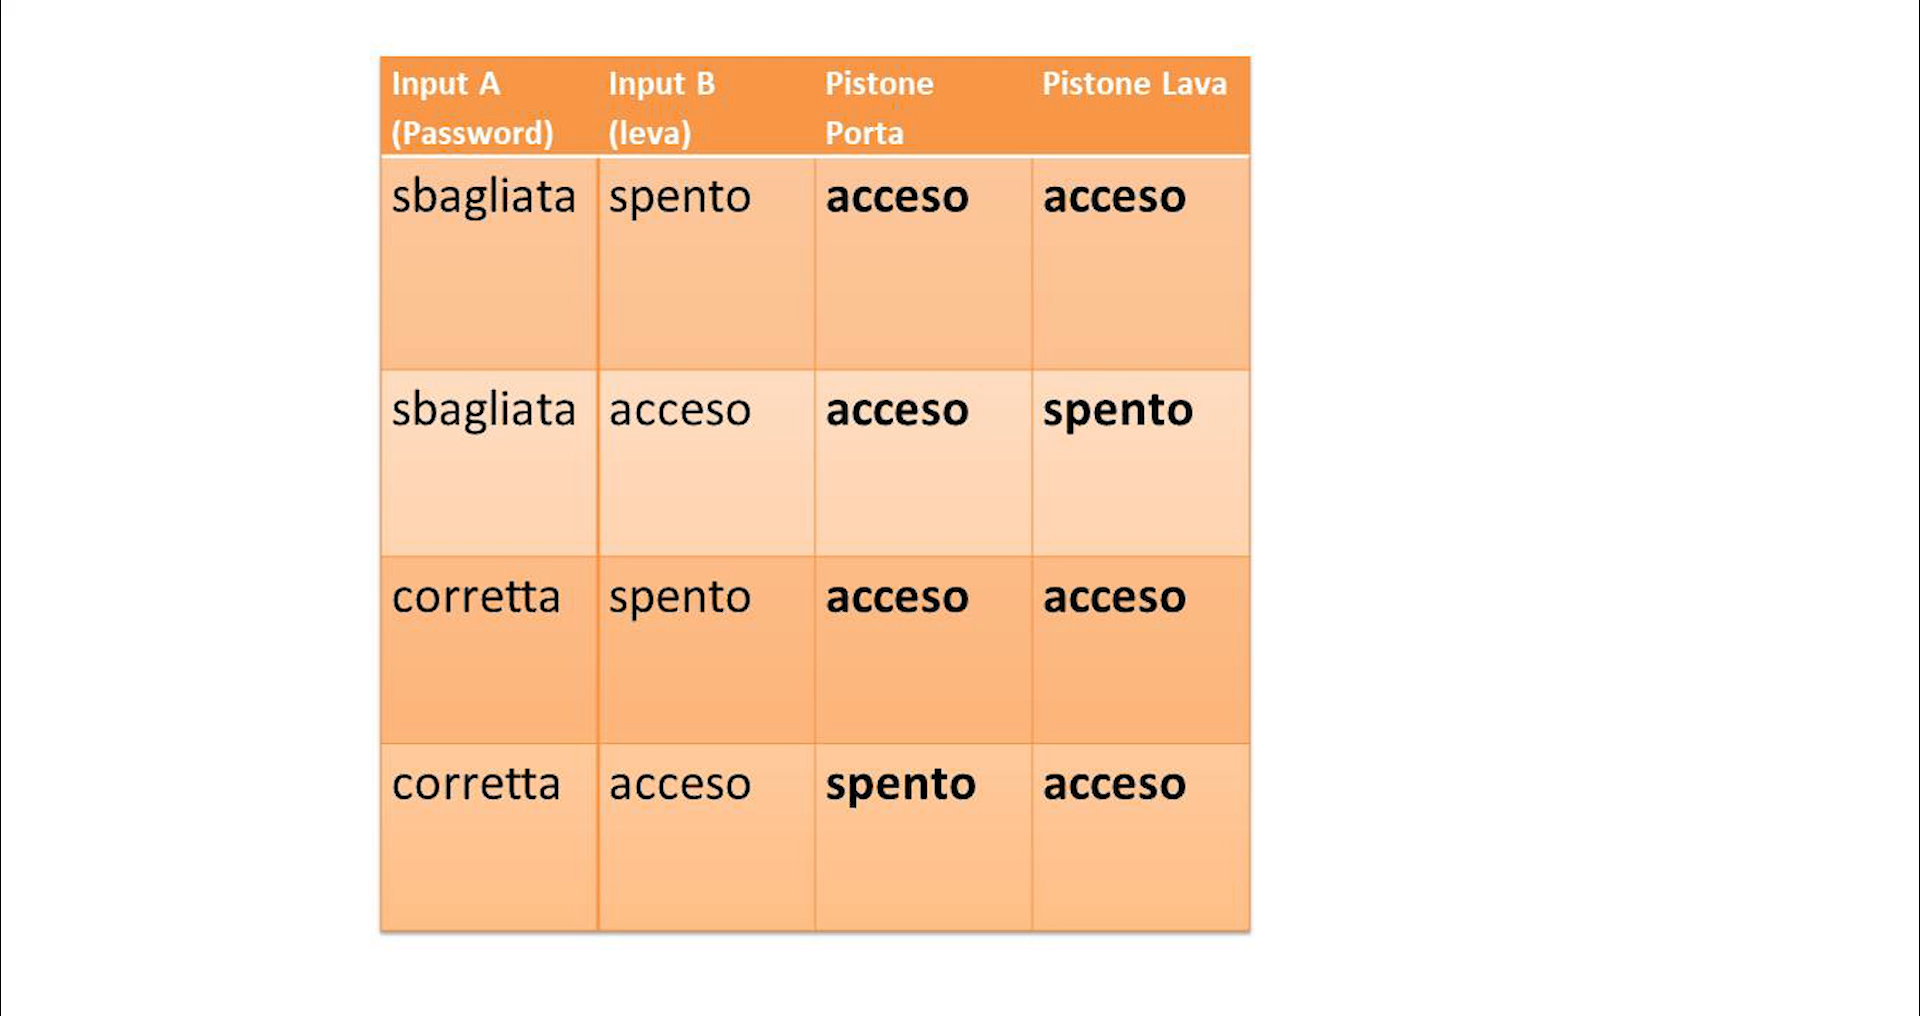 Input A (Password) Input B (leva) Pistone Porta Pistone Lava
sbagliata spento acceso acceso
sbagliata acceso acceso spento
corretta spento acceso acceso
corretta acceso spento acceso